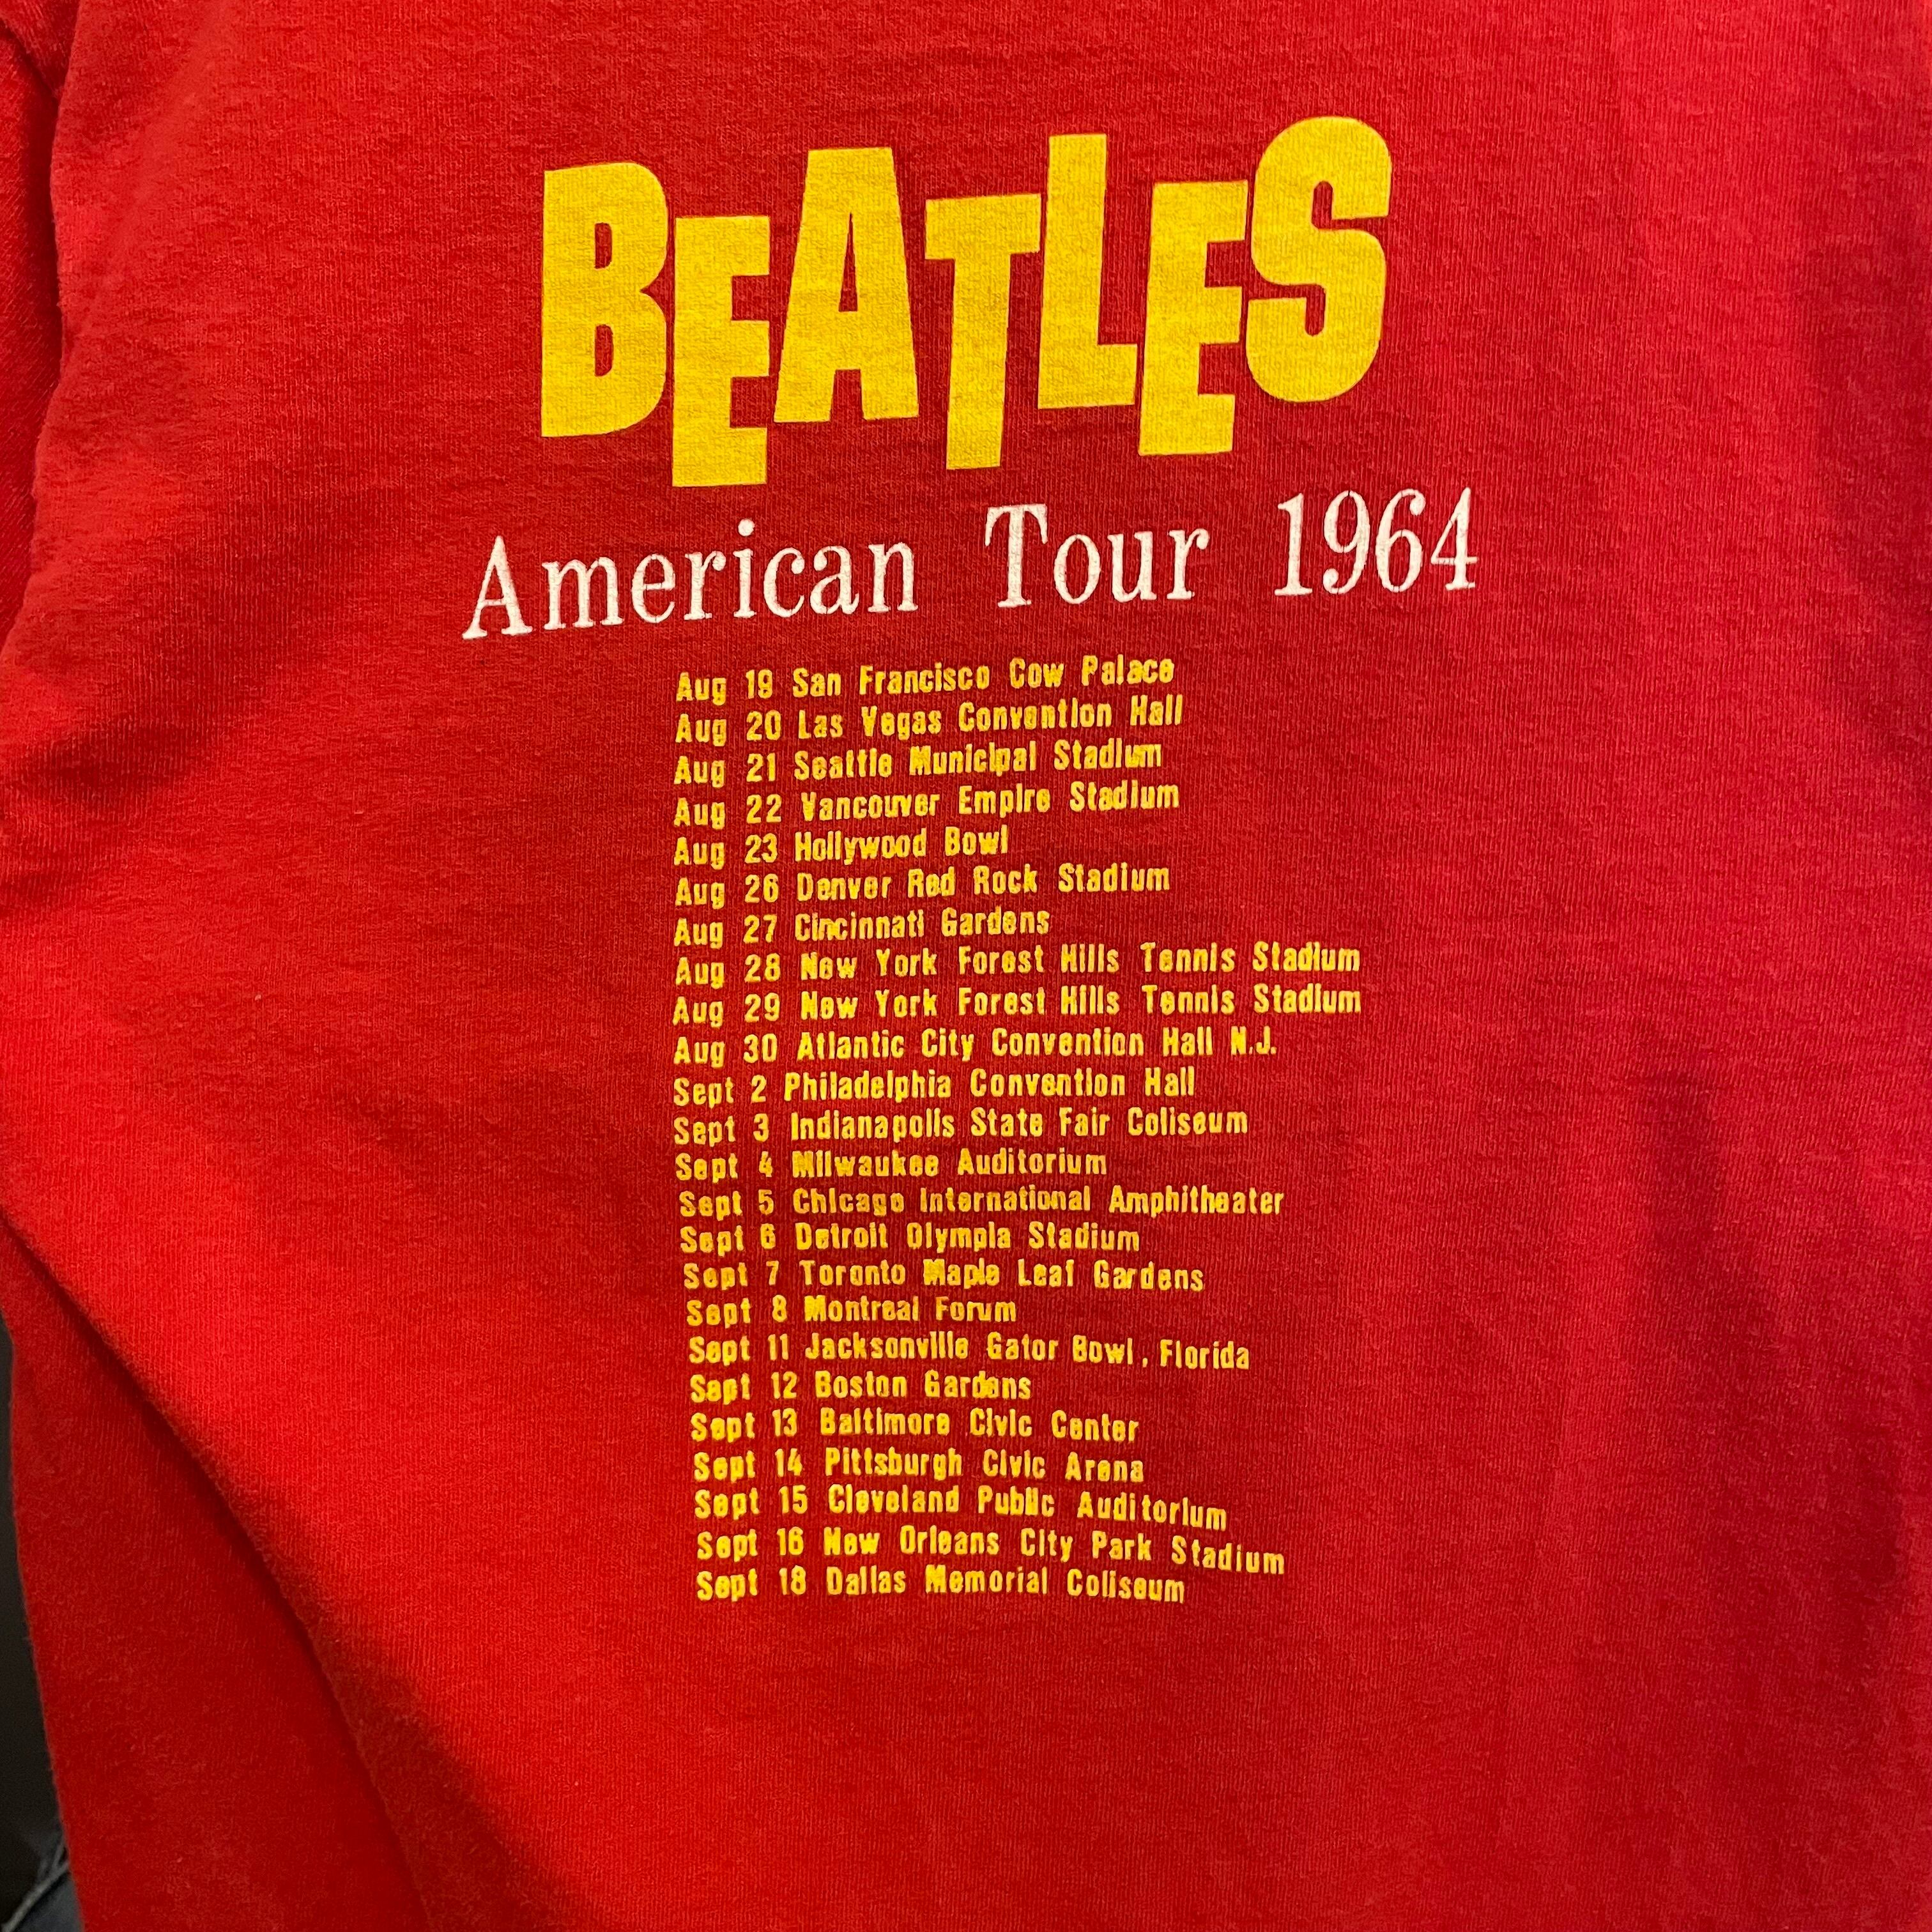 BEATLES
American Tour 1964
Aug 19 San Francisco Cow Palace
Aug 20 Las Vegas Convention Hall
Aug 21 Seattle Municipal Stadium
Aug 22 Vancouver Empire Stadium
Aug 23 Hollywood Bowl
Aug 26 Denver Red Rock Stadium
Aug 27 Cincinnati Gardens
Aug 28 New York Forest Hills Tennis Stadium
Aug 29 New York Forest Hills Tennis Stadium
Aug 30 Atlantic City Convention Hall N.J.
Sept 2 Philadelphia Convention Hall
Sept 3 Indianapolis State Fair Coliseum
Sept 4 Milwaukee Auditorium
Sept 5 Chicago International Amphitheater
Sept 6 Detroit Olympia Stadium
Sept 7 Toronto Maple Leaf Gardens
Sept 8 Montreal Forum
Sept 11 Jacksonville Gator Bowl, Florida
Sept 12 Boston Gardens
Sept 13 Baltimore Civic Center
Sept 14 Pittsburgh Civic Arena
Sept 15 Cleveland Public Auditorium
Sept 16 New Orleans City Park Stadium
Sept 18 Dallas Memorial Coliseum